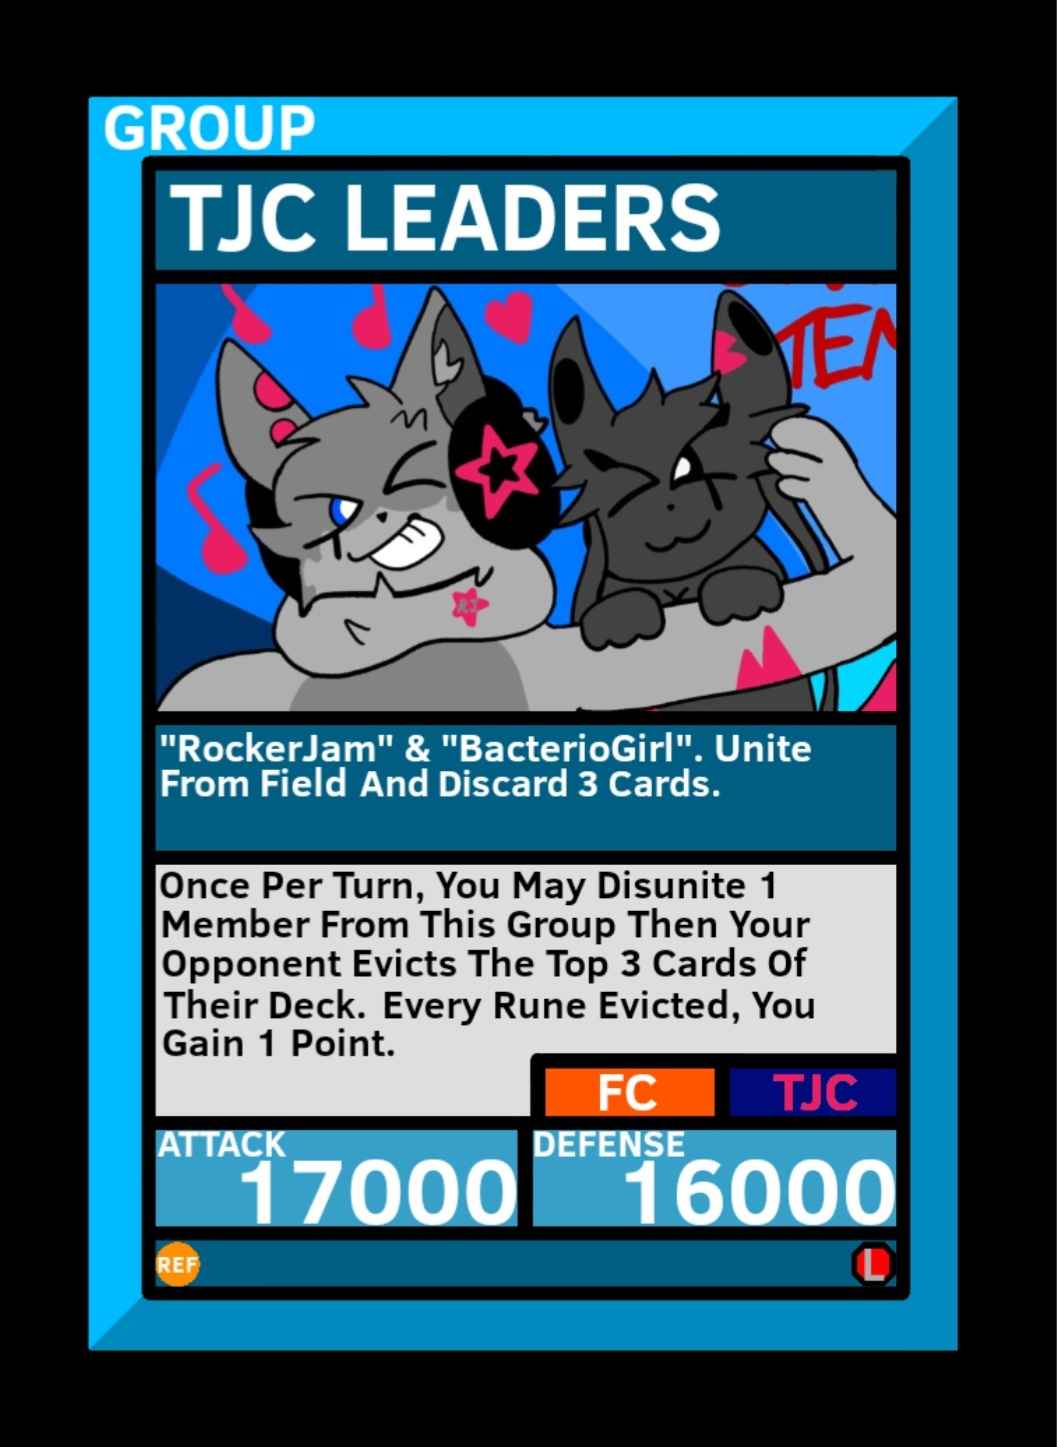 GROUP
TJC LEADERS
TEN
"RockerJam" & "BacterioGirl". Unite
From Field And Discard 3 Cards.
Once Per Turn, You May Disunite 1
Member From This Group Then Your
Opponent Evicts The Top 3 Cards Of
Their Deck. Every Rune Evicted, You
Gain 1 Point.
FC
TJC
ATTACK
17000
DEFENSE
16000
REF
L